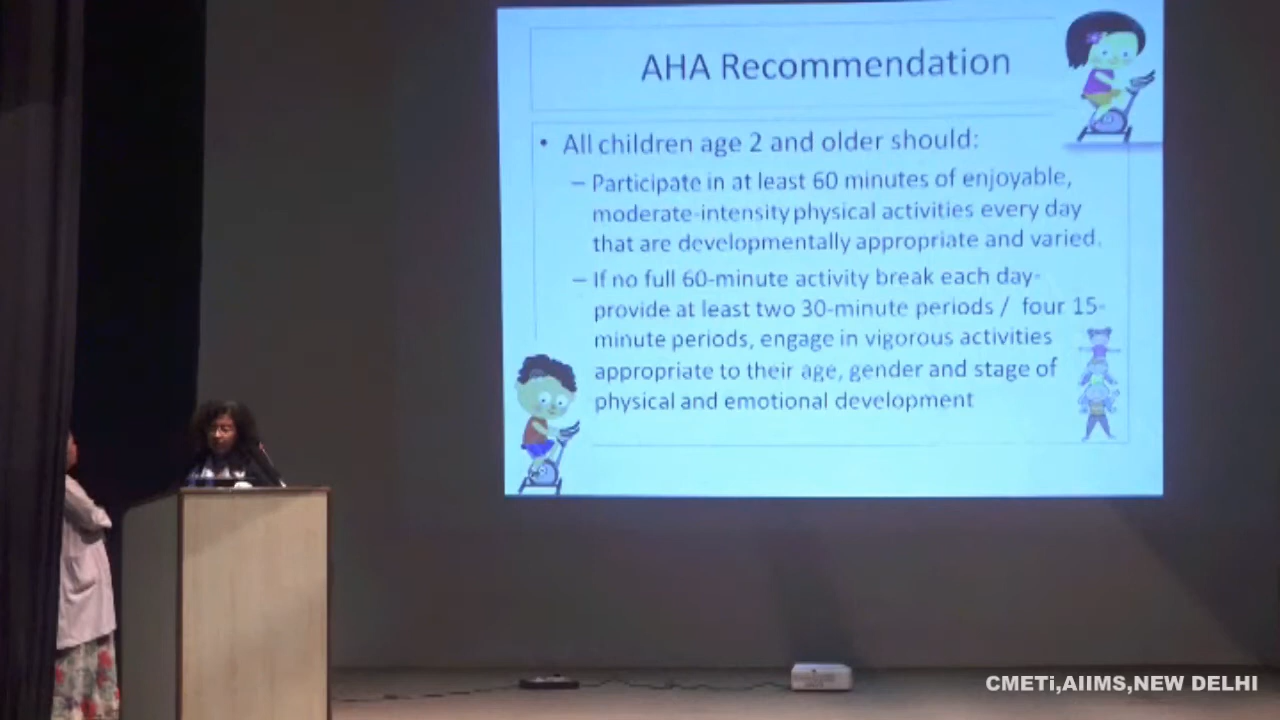 AHA Recommendation
• All children age 2 and older should:
– Participate in at least 60 minutes of enjoyable,
moderate-intensity physical activities every day
that are developmentally appropriate and varied.
– If no full 60-minute activity break each day-
provide at least two 30-minute periods / four 15-
minute periods, engage in vigorous activities
appropriate to their age, gender and stage of
physical and emotional development
CMETi,AIIMS,NEW DELHI